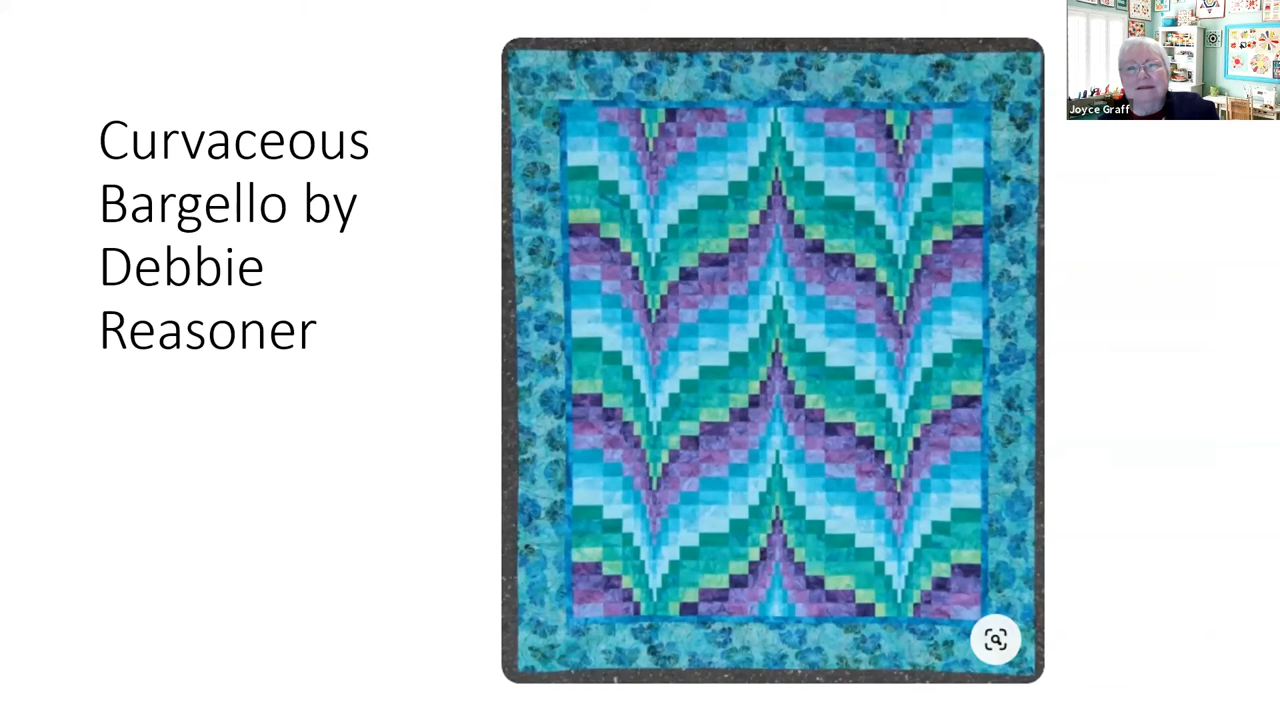 Curvaceous
Bargello by
Debbie
Reasoner
Joyce Graff